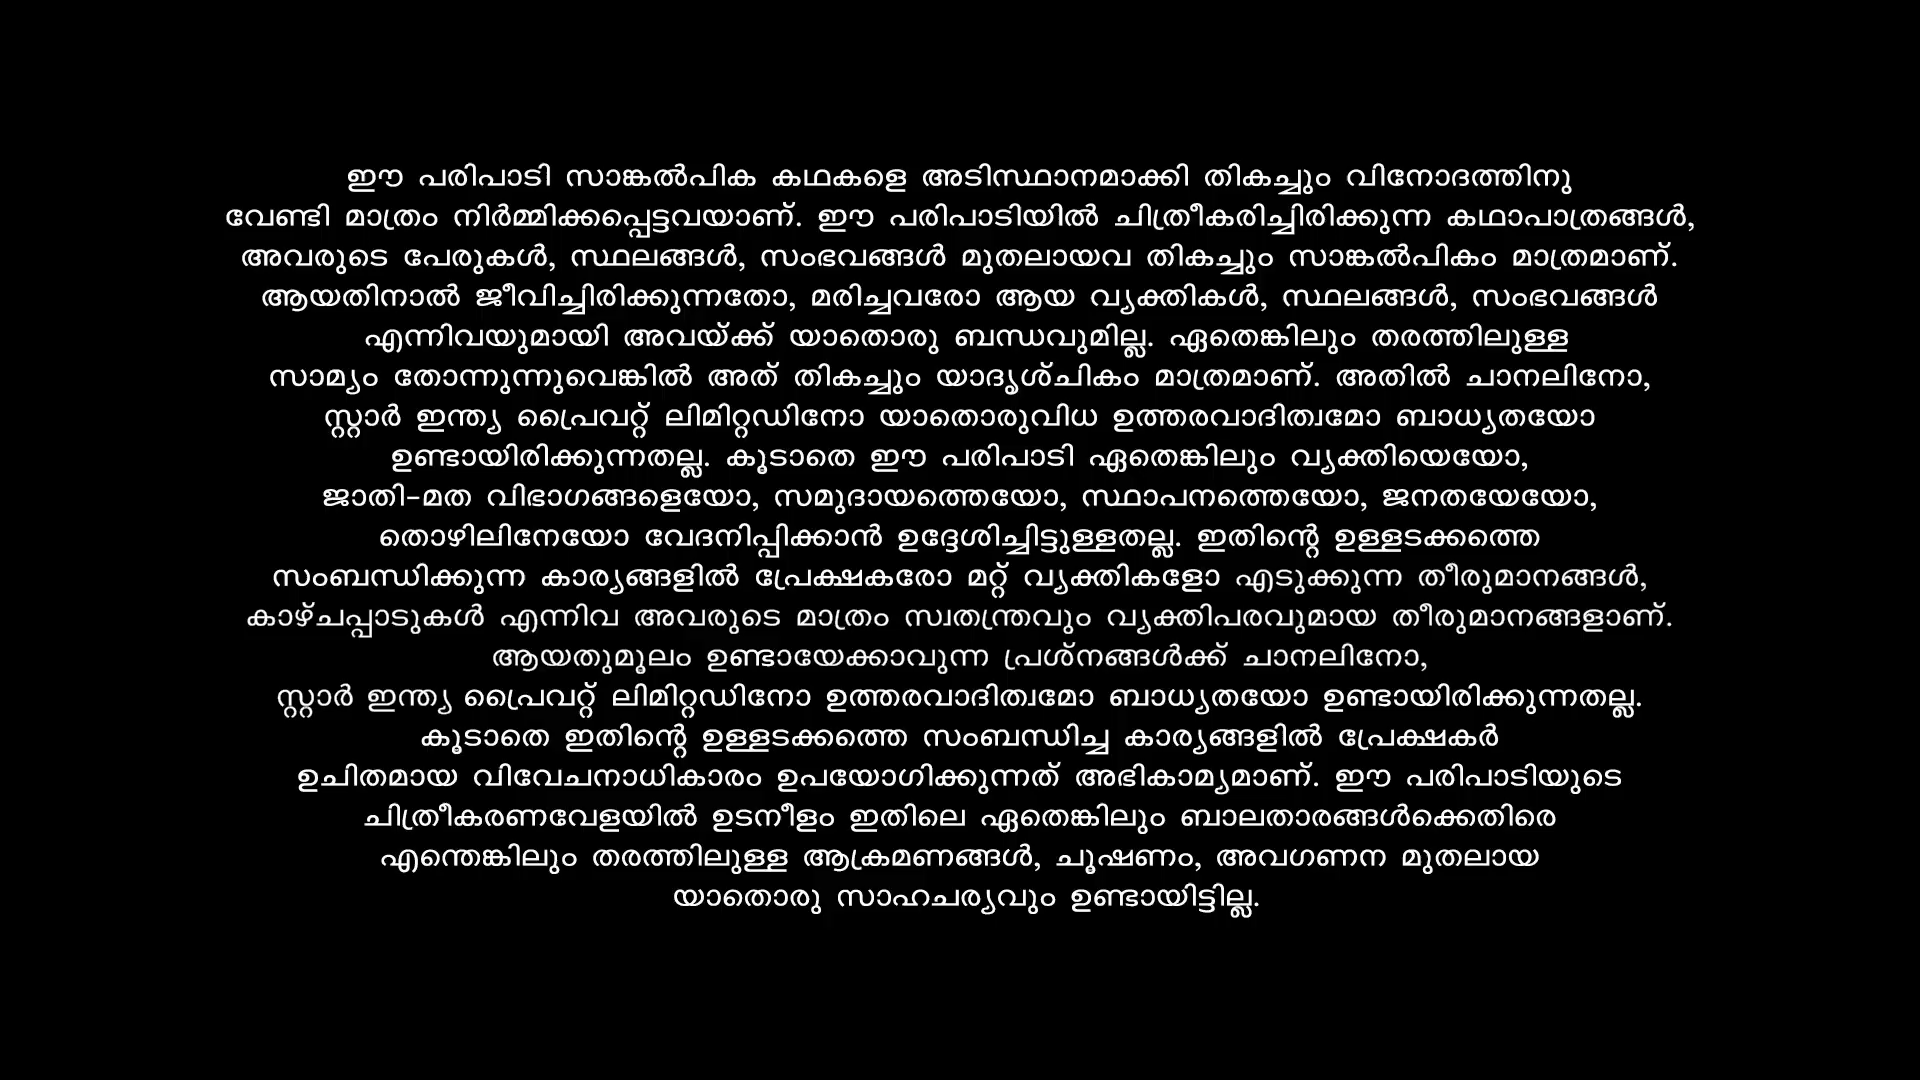 ഈ പരിപാടി സാങ്കൽപിക കഥകളെ അടിസ്ഥാനമാക്കി തികച്ചും വിനോദത്തിനു
വേണ്ടി മാത്രം നിർമ്മിക്കപ്പെട്ടവയാണ്. ഈ പരിപാടിയിൽ ചിത്രീകരിച്ചിരിക്കുന്ന കഥാപാത്രങ്ങൾ,
അവരുടെ പേരുകൾ, സ്ഥലങ്ങൾ, സംഭവങ്ങൾ മുതലായവ തികച്ചും സാങ്കൽപികം മാത്രമാണ്.
ആയതിനാൽ ജീവിച്ചിരിക്കുന്നതോ, മരിച്ചവരോ ആയ വ്യക്തികൾ, സ്ഥലങ്ങൾ, സംഭവങ്ങൾ
എന്നിവയുമായി അവയ്ക്ക് യാതൊരു ബന്ധവുമില്ല. ഏതെങ്കിലും തരത്തിലുള്ള
സാമ്യം തോന്നുന്നുവെങ്കിൽ അത് തികച്ചും യാദൃശ്ചികം മാത്രമാണ്. അതിൽ ചാനലിനോ,
സ്റ്റാർ ഇന്ത്യ പ്രൈവറ്റ് ലിമിറ്റഡിനോ യാതൊരുവിധ ഉത്തരവാദിത്വമോ ബാധ്യതയോ
ഉണ്ടായിരിക്കുന്നതല്ല. കൂടാതെ ഈ പരിപാടി ഏതെങ്കിലും വ്യക്തിയെയോ,
ജാതി-മത വിഭാഗങ്ങളെയോ, സമുദായത്തെയോ, സ്ഥാപനത്തെയോ, ജനതയേയോ,
തൊഴിലിനേയോ വേദനിപ്പിക്കാൻ ഉദ്ദേശിച്ചിട്ടുള്ളതല്ല. ഇതിന്റെ ഉള്ളടക്കത്തെ
സംബന്ധിക്കുന്ന കാര്യങ്ങളിൽ പ്രേക്ഷകരോ മറ്റ് വ്യക്തികളോ എടുക്കുന്ന തീരുമാനങ്ങൾ,
കാഴ്ചപ്പാടുകൾ എന്നിവ അവരുടെ മാത്രം സ്വതന്ത്രവും വ്യക്തിപരവുമായ തീരുമാനങ്ങളാണ്.
ആയതുമൂലം ഉണ്ടായേക്കാവുന്ന പ്രശ്നങ്ങൾക്ക് ചാനലിനോ,
സ്റ്റാർ ഇന്ത്യ പ്രൈവറ്റ് ലിമിറ്റഡിനോ ഉത്തരവാദിത്വമോ ബാധ്യതയോ ഉണ്ടായിരിക്കുന്നതല്ല.
കൂടാതെ ഇതിന്റെ ഉള്ളടക്കത്തെ സംബന്ധിച്ച കാര്യങ്ങളിൽ പ്രേക്ഷകർ
ഉചിതമായ വിവേചനാധികാരം ഉപയോഗിക്കുന്നത് അഭികാമ്യമാണ്. ഈ പരിപാടിയുടെ
ചിത്രീകരണവേളയിൽ ഉടനീളം ഇതിലെ ഏതെങ്കിലും ബാലതാരങ്ങൾക്കെതിരെ
എന്തെങ്കിലും തരത്തിലുള്ള ആക്രമണങ്ങൾ, ചൂഷണം, അവഗണന മുതലായ
യാതൊരു സാഹചര്യവും ഉണ്ടായിട്ടില്ല.